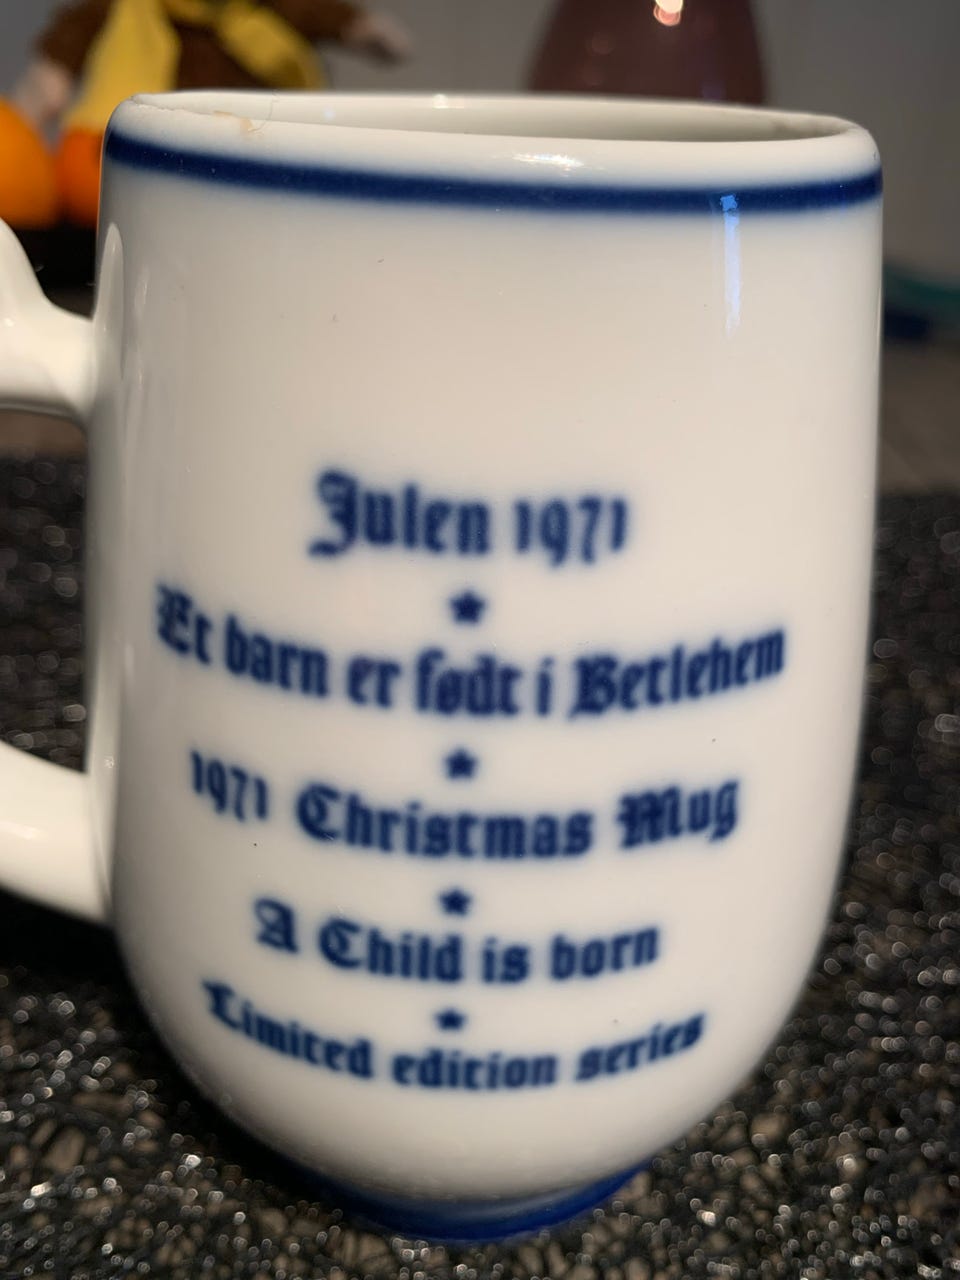 Julen 1971
Et barn er født i Betlehem
1971 Christmas Mug
A Child is born
Limited edition series